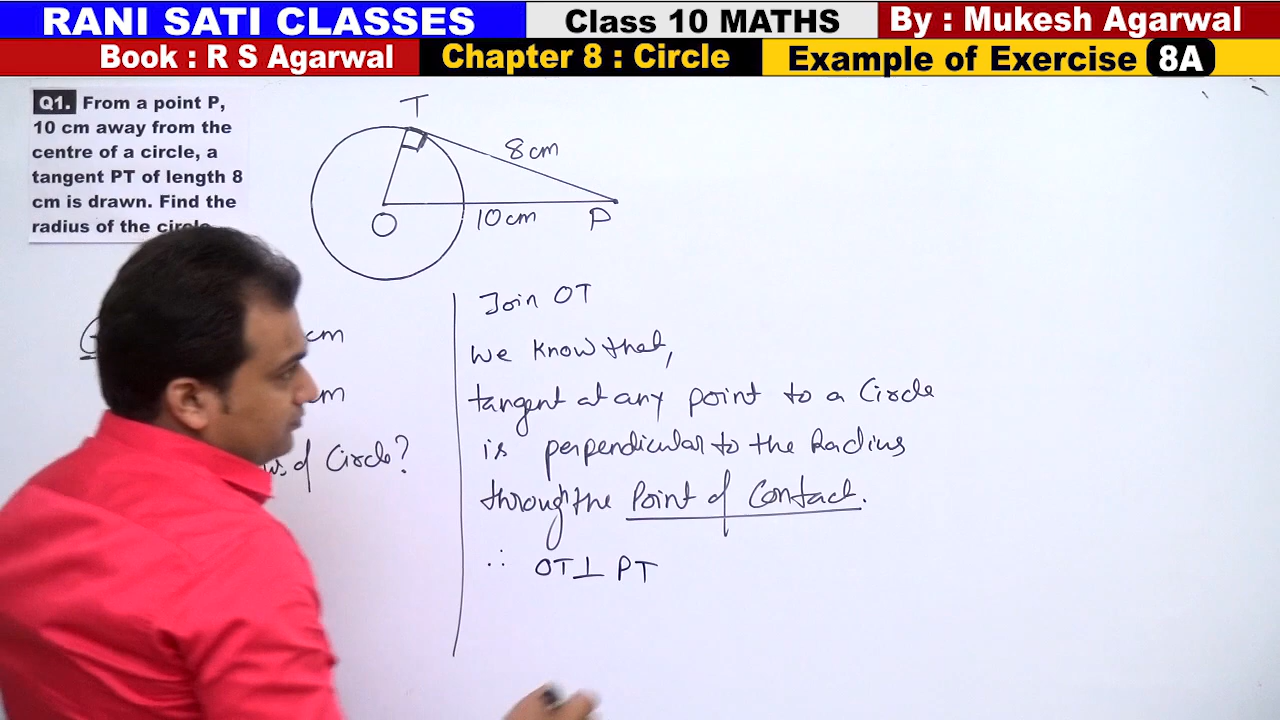 RANI SATI CLASSES
Class 10 MATHS
By : Mukesh Agarwal
Book : R S Agarwal
Chapter 8 : Circle
Example of Exercise 8A
Q1. From a point P,
10 cm away from the
centre of a circle, a
tangent PT of length 8
cm is drawn. Find the
radius of the circle
T
8cm
10cm
P
O
cm
cm
of Circle?
Join OT
We know that,
tangent at any point to a Circle
is perpendicular to the Radius
through the Point of Contact.
∴ OT⊥ PT